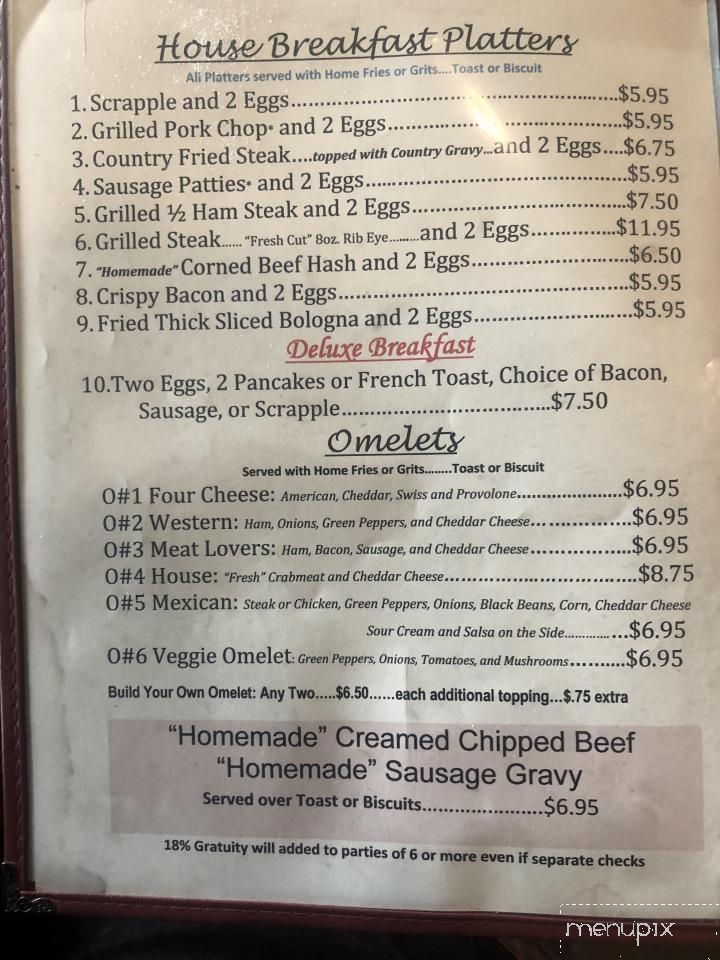 House Breakfast Platters
All Platters served with Home Fries or Grits....Toast or Biscuit
1. Scrapple and 2 Eggs..........................................................$5.95
2. Grilled Pork Chop* and 2 Eggs..........................................$5.95
3. Country Fried Steak....topped with Country Gravy...and 2 Eggs....$6.75
4. Sausage Patties* and 2 Eggs..............................................$5.95
5. Grilled ½ Ham Steak and 2 Eggs.....................................$7.50
6. Grilled Steak...... "Fresh Cut" 8oz. Rib Eye........and 2 Eggs...............$11.95
7. "Homemade" Corned Beef Hash and 2 Eggs...........................$6.50
8. Crispy Bacon and 2 Eggs..................................................$5.95
9. Fried Thick Sliced Bologna and 2 Eggs...........................$5.95
Deluxe Breakfast
10.Two Eggs, 2 Pancakes or French Toast, Choice of Bacon,
Sausage, or Scrapple...................................$7.50
Omelets
Served with Home Fries or Grits........Toast or Biscuit
O#1 Four Cheese: American, Cheddar, Swiss and Provolone......................$6.95
O#2 Western: Ham, Onions, Green Peppers, and Cheddar Cheese....................$6.95
O#3 Meat Lovers: Ham, Bacon, Sausage, and Cheddar Cheese....................$6.95
O#4 House: "Fresh" Crabmeat and Cheddar Cheese.....................................$8.75
O#5 Mexican: Steak or Chicken, Green Peppers, Onions, Black Beans, Corn, Cheddar Cheese
Sour Cream and Salsa on the Side...............$6.95
O#6 Veggie Omelet: Green Peppers, Onions, Tomatoes, and Mushrooms..........$6.95
Build Your Own Omelet: Any Two.....$6.50......each additional topping...$.75 extra
"Homemade" Creamed Chipped Beef
"Homemade" Sausage Gravy
Served over Toast or Biscuits.......................$6.95
18% Gratuity will added to parties of 6 or more even if separate checks
menupix